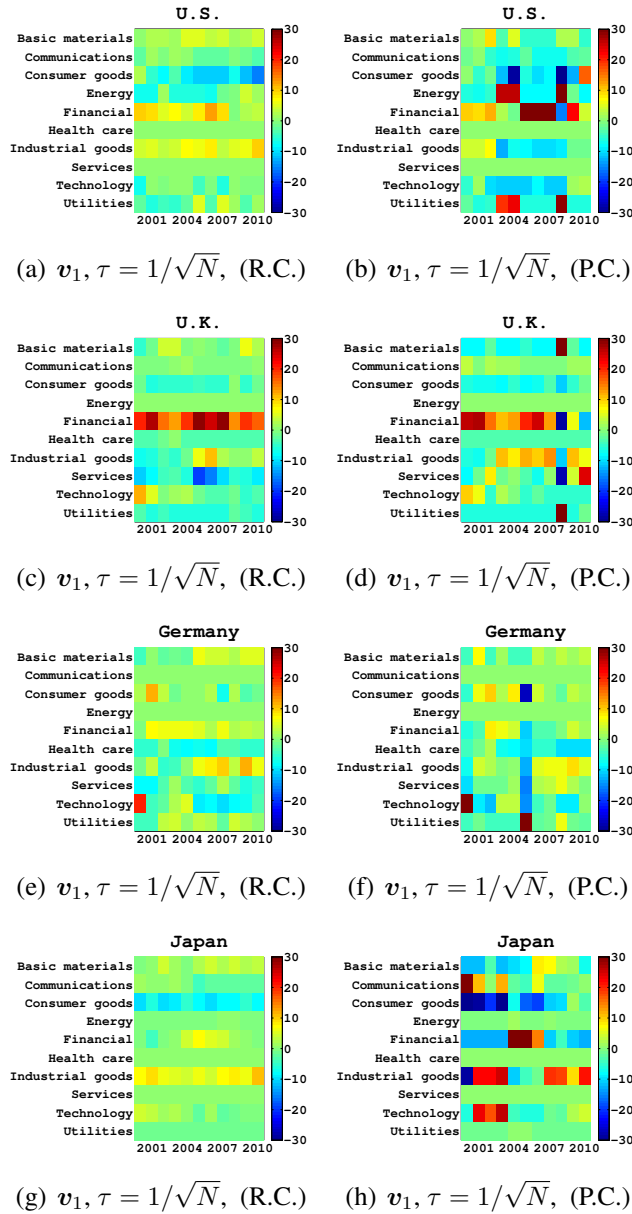 U.S.
Basic materials
Communications
Consumer goods
Energy
Financial
Health care
Industrial goods
Services
Technology
Utilities
2001 2004 2007 2010
30
20
10
0
−10
−20
−30
(a) v₁, τ = 1/√N, (R.C.)
U.S.
Basic materials
Communications
Consumer goods
Energy
Financial
Health care
Industrial goods
Services
Technology
Utilities
2001 2004 2007 2010
30
20
10
0
−10
−20
−30
(b) v₁, τ = 1/√N, (P.C.)
U.K.
Basic materials
Communications
Consumer goods
Energy
Financial
Health care
Industrial goods
Services
Technology
Utilities
2001 2004 2007 2010
30
20
10
0
−10
−20
−30
(c) v₁, τ = 1/√N, (R.C.)
U.K.
Basic materials
Communications
Consumer goods
Energy
Financial
Health care
Industrial goods
Services
Technology
Utilities
2001 2004 2007 2010
30
20
10
0
−10
−20
−30
(d) v₁, τ = 1/√N, (P.C.)
Germany
Basic materials
Communications
Consumer goods
Energy
Financial
Health care
Industrial goods
Services
Technology
Utilities
2001 2004 2007 2010
30
20
10
0
−10
−20
−30
(e) v₁, τ = 1/√N, (R.C.)
Germany
Basic materials
Communications
Consumer goods
Energy
Financial
Health care
Industrial goods
Services
Technology
Utilities
2001 2004 2007 2010
30
20
10
0
−10
−20
−30
(f) v₁, τ = 1/√N, (P.C.)
Japan
Basic materials
Communications
Consumer goods
Energy
Financial
Health care
Industrial goods
Services
Technology
Utilities
2001 2004 2007 2010
30
20
10
0
−10
−20
−30
(g) v₁, τ = 1/√N, (R.C.)
Japan
Basic materials
Communications
Consumer goods
Energy
Financial
Health care
Industrial goods
Services
Technology
Utilities
2001 2004 2007 2010
30
20
10
0
−10
−20
−30
(h) v₁, τ = 1/√N, (P.C.)